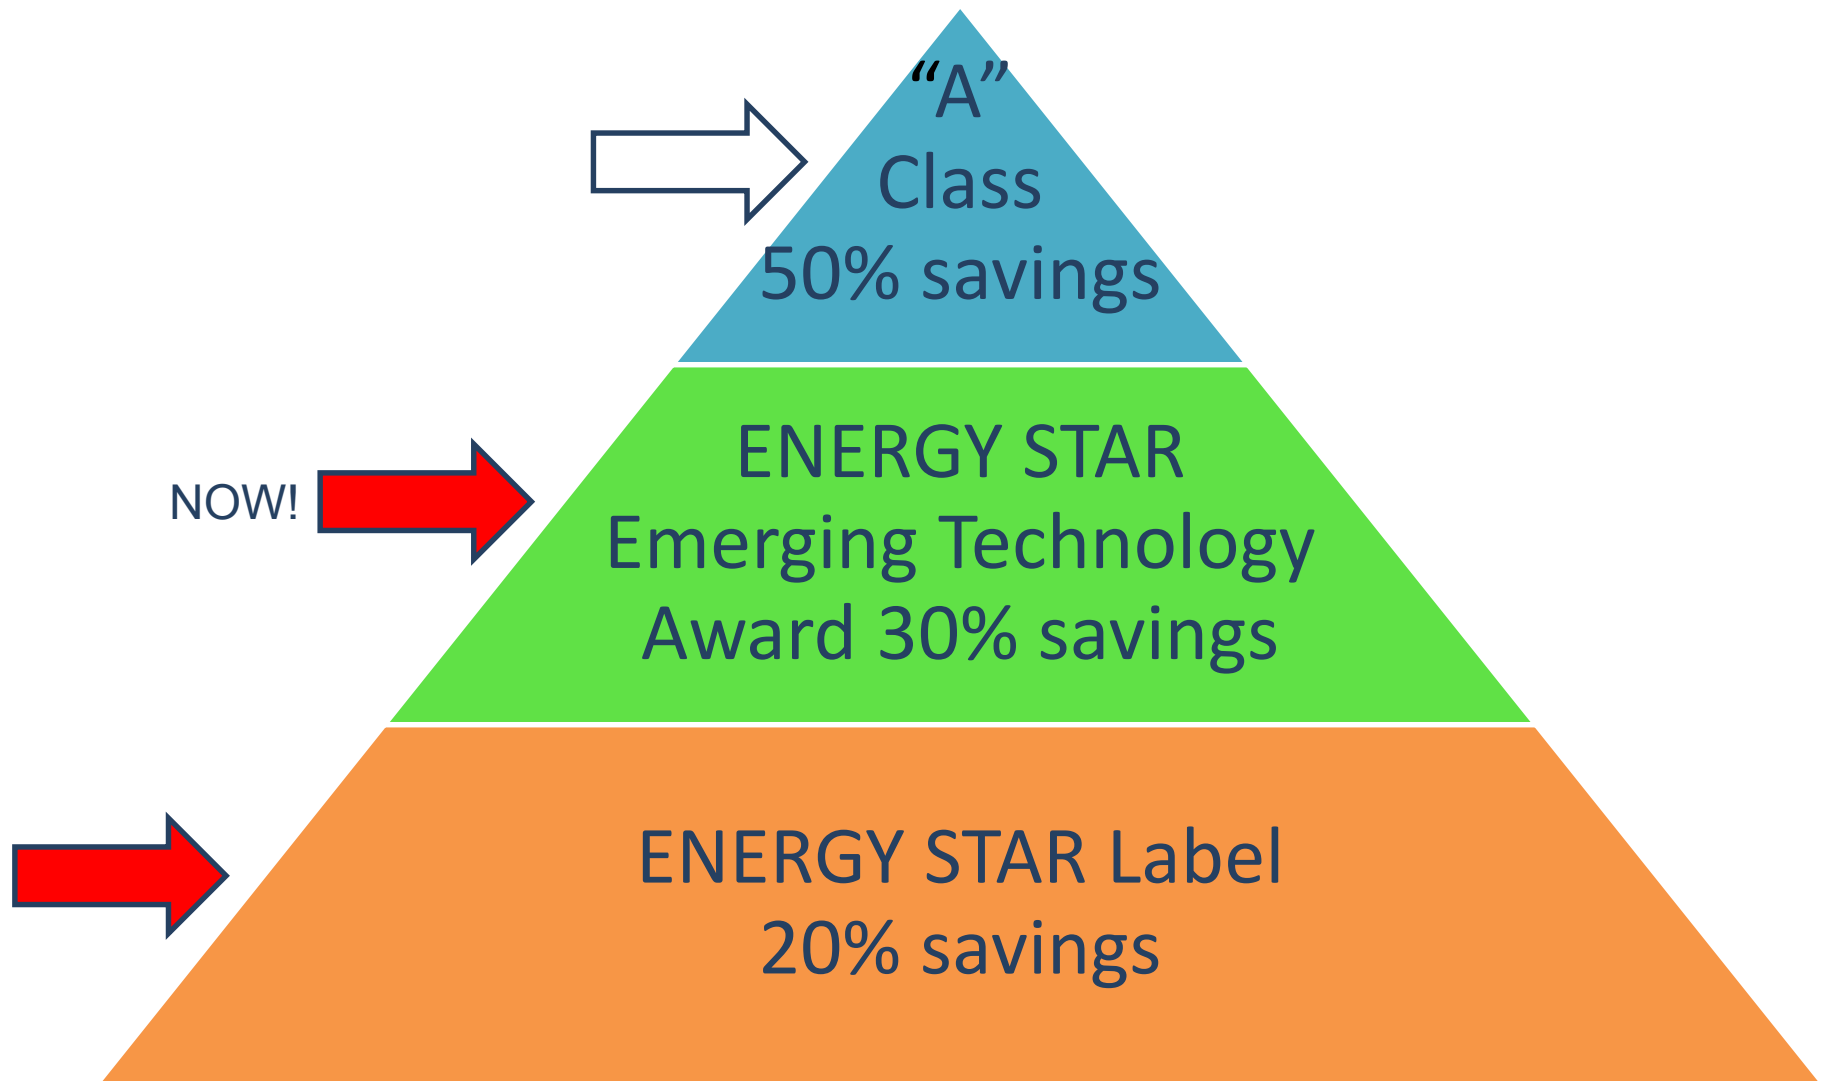 “A”
Class
50% savings
NOW!
ENERGY STAR
Emerging Technology
Award 30% savings
ENERGY STAR Label
20% savings